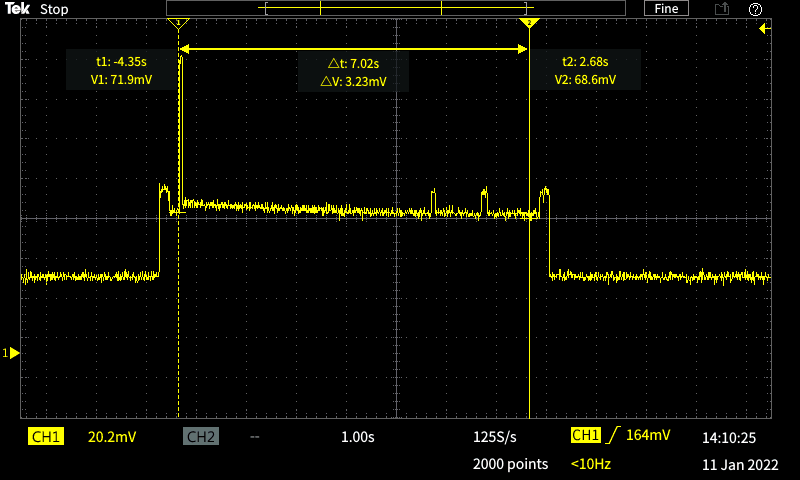 Tek Stop Fine
1 2
t1: -4.35s △t: 7.02s t2: 2.68s
V1: 71.9mV △V: 3.23mV V2: 68.6mV
1
CH1 20.2mV CH2 -- 1.00s 125S/s CH1 164mV 14:10:25
2000 points <10Hz 11 Jan 2022